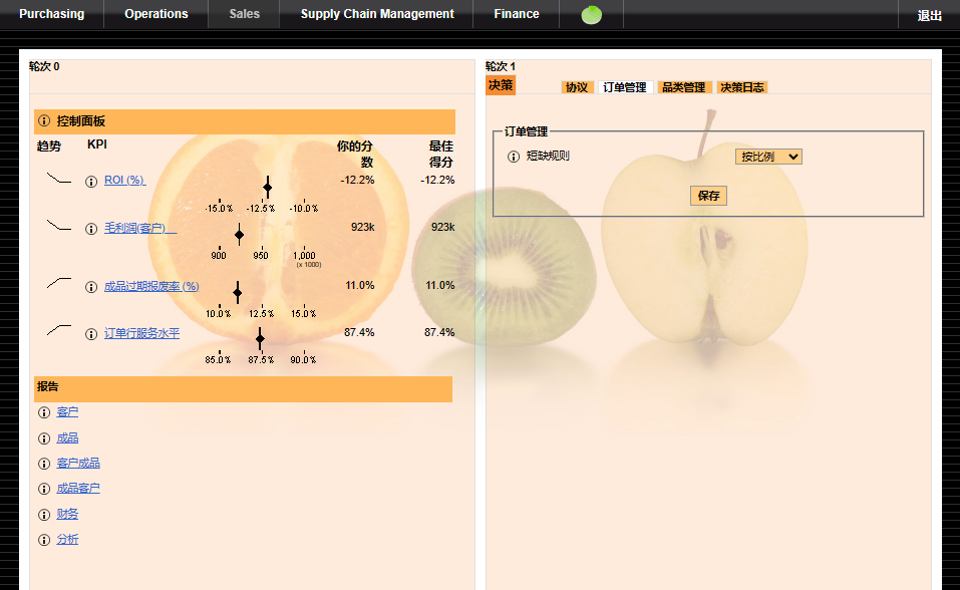 Purchasing Operations Sales Supply Chain Management Finance 退出
轮次 0
控制面板
趋势 KPI 你的分数 最佳得分
ROI (%) -12.2% -12.2%
-15.0% -12.5% -10.0%
毛利润(客户) 923k 923k
900 950 1,000
(x 1000)
成品过期报废率 (%) 11.0% 11.0%
10.0% 12.5% 15.0%
订单行服务水平 87.4% 87.4%
85.0% 87.5% 90.0%
报告
客户
成品
客户成品
成品客户
财务
分析
轮次 1
决策
协议 订单管理 品类管理 决策日志
订单管理
短缺规则 按比例
保存